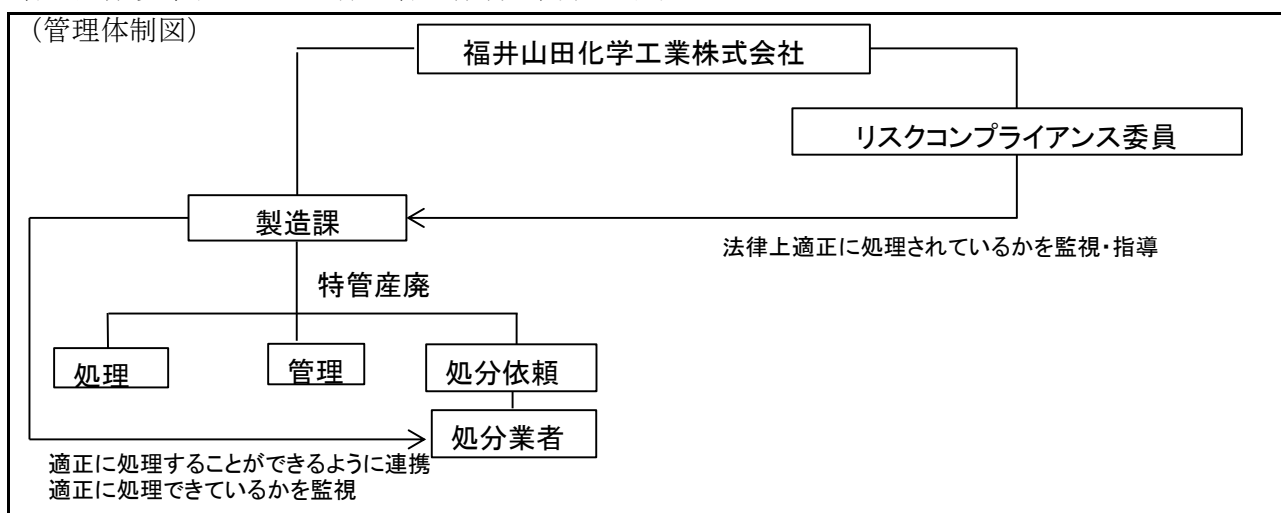 （管理体制図）
福井山田化学工業株式会社
リスクコンプライアンス委員
製造課
法律上適正に処理されているかを監視・指導
特管産廃
処理
管理
処分依頼
処分業者
適正に処理することができるように連携
適正に処理できているかを監視